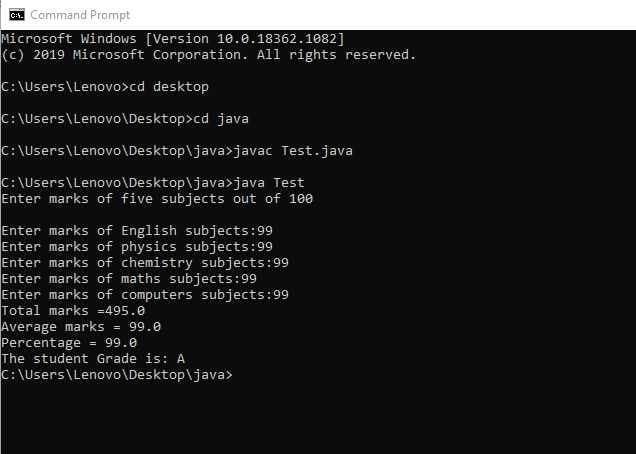 Command Prompt
Microsoft Windows [Version 10.0.18362.1082]
(c) 2019 Microsoft Corporation. All rights reserved.
C:\Users\Lenovo>cd desktop
C:\Users\Lenovo\Desktop>cd java
C:\Users\Lenovo\Desktop\java>javac Test.java
C:\Users\Lenovo\Desktop\java>java Test
Enter marks of five subjects out of 100
Enter marks of English subjects:99
Enter marks of physics subjects:99
Enter marks of chemistry subjects:99
Enter marks of maths subjects:99
Enter marks of computers subjects:99
Total marks =495.0
Average marks = 99.0
Percentage = 99.0
The student Grade is: A
C:\Users\Lenovo\Desktop\java>